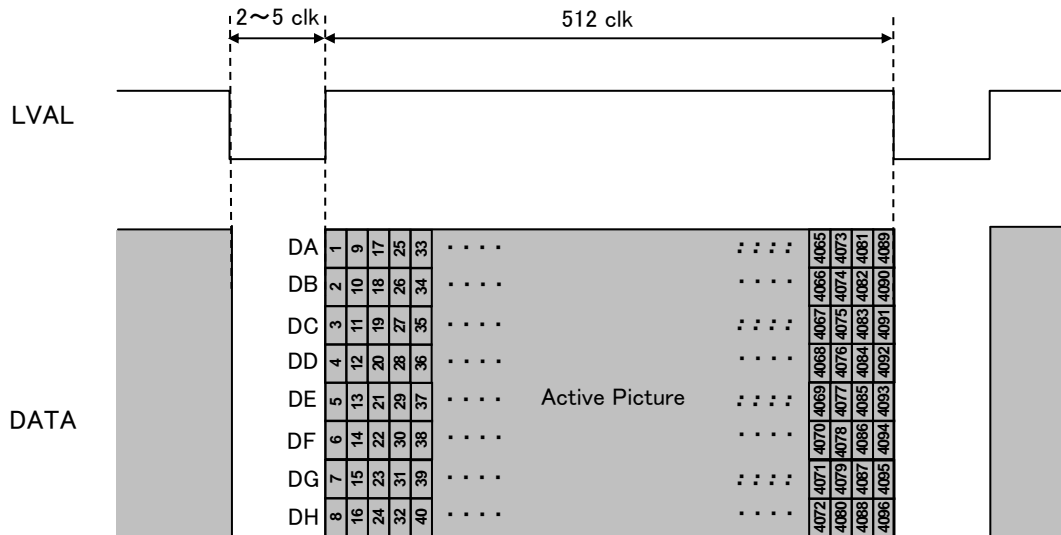 2～5 clk 512 clk
LVAL
DATA
DA 1 9 17 25 33 ···· :::: 4065 4073 4081 4089
DB 2 10 18 26 34 ···· ···· 4066 4074 4082 4090
DC 3 11 19 27 35 ···· :::: 4067 4075 4083 4091
DD 4 12 20 28 36 ···· ···· 4068 4076 4084 4092
DE 5 13 21 29 37 ···· Active Picture :::: 4069 4077 4085 4093
DF 6 14 22 30 38 ···· ···· 4070 4078 4086 4094
DG 7 15 23 31 39 ···· :::: 4071 4079 4087 4095
DH 8 16 24 32 40 ···· ···· 4072 4080 4088 4096